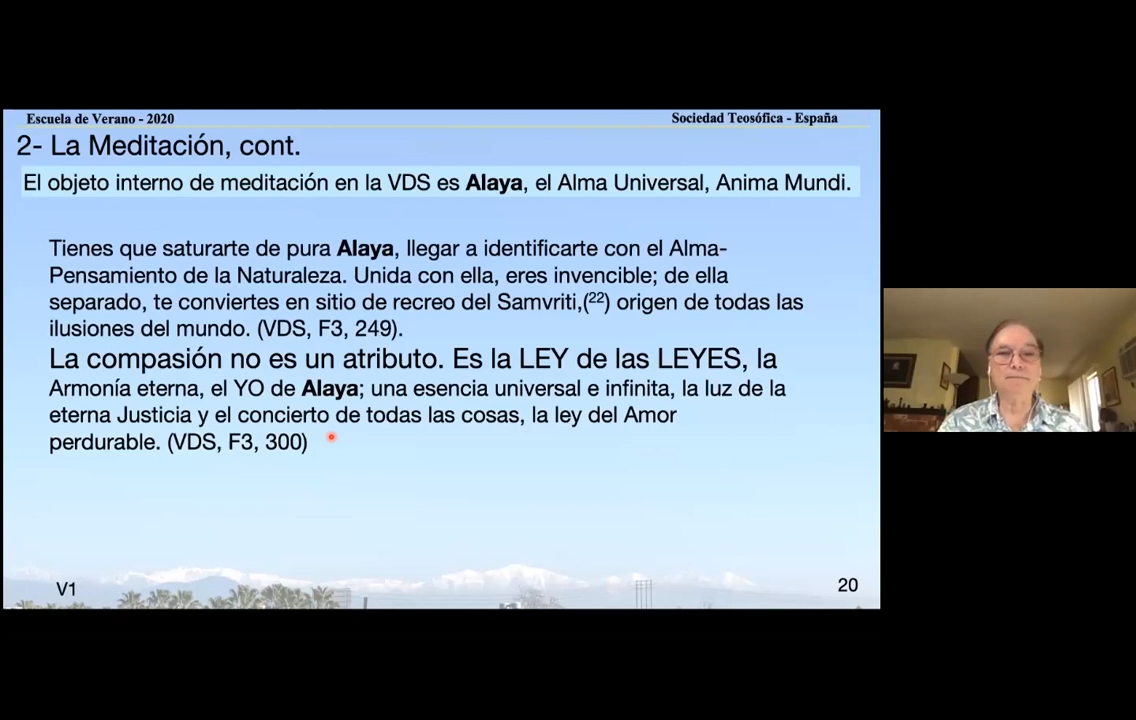 Escuela de Verano - 2020
Sociedad Teosófica - España
2- La Meditación, cont.
El objeto interno de meditación en la VDS es Alaya, el Alma Universal, Anima Mundi.
Tienes que saturarte de pura Alaya, llegar a identificarte con el Alma-
Pensamiento de la Naturaleza. Unida con ella, eres invencible; de ella
separado, te conviertes en sitio de recreo del Samvriti,(22) origen de todas las
ilusiones del mundo. (VDS, F3, 249).
La compasión no es un atributo. Es la LEY de las LEYES, la
Armonía eterna, el YO de Alaya; una esencia universal e infinita, la luz de la
eterna Justicia y el concierto de todas las cosas, la ley del Amor
perdurable. (VDS, F3, 300)
V1
20